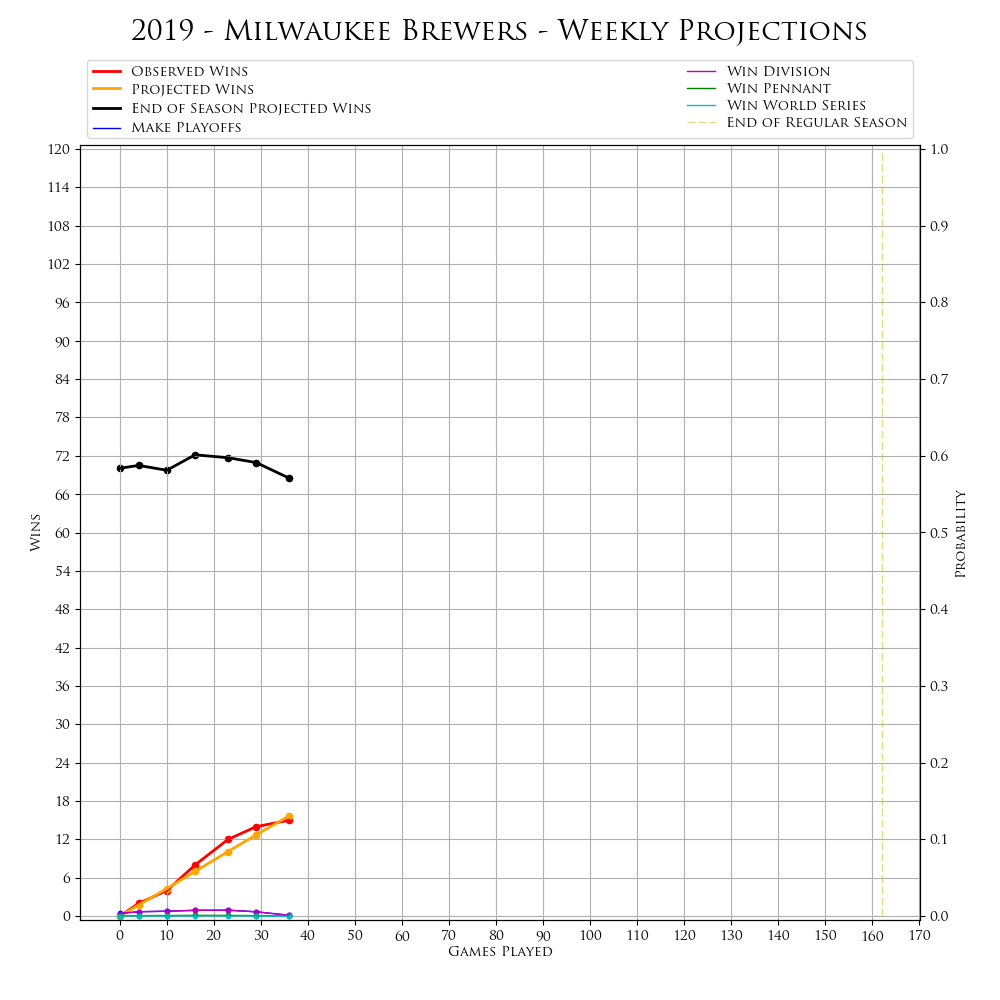 2019 - Milwaukee Brewers - Weekly Projections
Observed Wins
Projected Wins
End of Season Projected Wins
Make Playoffs
Win Division
Win Pennant
Win World Series
End of Regular Season
120
114
108
102
96
90
84
78
72
66
60
54
48
42
36
30
24
18
12
6
0
Wins
1.0
0.9
0.8
0.7
0.6
0.5
0.4
0.3
0.2
0.1
0.0
Probability
0 10 20 30 40 50 60 70 80 90 100 110 120 130 140 150 160 170
Games Played